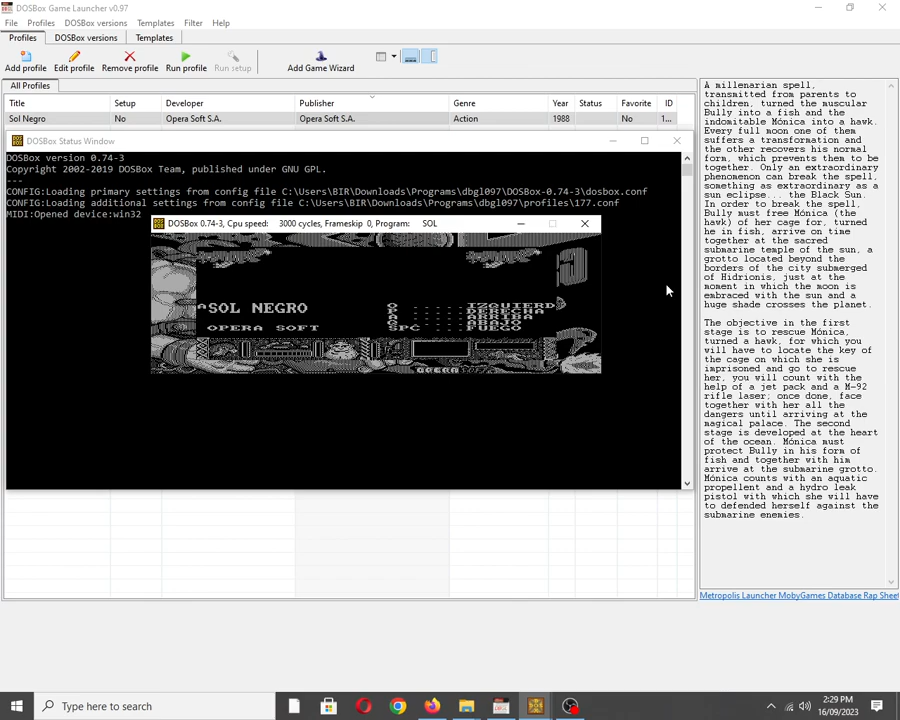 DOSBox Game Launcher v0.97
File Profiles DOSBox versions Templates Filter Help
Profiles DOSBox versions Templates
Add profile Edit profile Remove profile Run profile Run setup Add Game Wizard
All Profiles
Title Setup Developer Publisher Genre Year Status Favorite ID
Sol Negro No Opera Soft S.A. Opera Soft S.A. Action 1988 No 1...
DOSBox Status Window
DOSBox version 0.74-3
Copyright 2002-2019 DOSBox Team, published under GNU GPL.
---
CONFIG:Loading primary settings from config file C:\Users\BIR\Downloads\Programs\dbgl097\DOSBox-0.74-3\dosbox.conf
CONFIG:Loading additional settings from config file C:\Users\BIR\Downloads\Programs\dbgl097\profiles\177.conf
MIDI:Opened device:win32
DOSBox 0.74-3, Cpu speed: 3000 cycles, Frameskip 0, Program: SOL
SOL NEGRO
OPERA SOFT
O . . . . . IZQUIERDA
P . . . . . DERECHA
. . . . . ARRIBA
. . . . . ABAJO
SPC FUEGO
A millenarian spell,
transmitted from parents to
children, turned the muscular
Bully into a fish and the
indomitable Mónica into a hawk.
Every full moon one of them
suffers a transformation and
the other recovers his normal
form, which prevents them to be
together. Only an extraordinary
phenomenon can break the spell,
something as extraordinary as a
sun eclipse... the Black Sun.
In order to break the spell,
Bully must free Mónica (the
hawk) of her cage for, turned
he in fish, arrive on time
together at the sacred
submarine temple of the sun, a
grotto located beyond the
borders of the city submerged
of Hidrionis, just at the
moment in which the moon is
embraced with the sun and a
huge shade crosses the planet.
The objective in the first
stage is to rescue Mónica,
turned a hawk, for which you
will have to locate the key of
the cage on which she is
imprisoned and go to rescue
her, you will count with the
help of a jet pack and a M-92
rifle laser; once done, face
together with her all the
dangers until arriving at the
magical palace. The second
stage is developed at the heart
of the ocean. Mónica must
protect Bully in his form of
fish and together with him
arrive at the submarine grotto.
Mónica counts with an aquatic
propellent and a hydro leak
pistol with which she will have
to defended herself against the
submarine enemies.
Metropolis Launcher MobyGames Database Rap Sheet
Type here to search
2:29 PM
16/09/2023